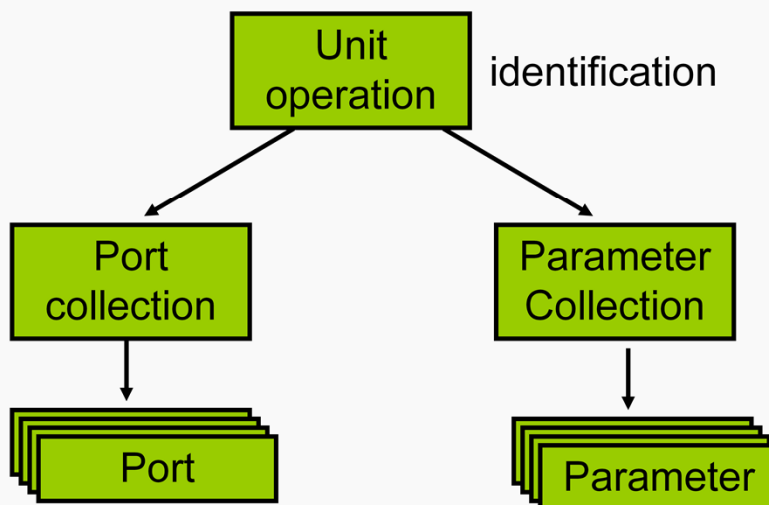 Unit
operation
identification
Port
collection
Parameter
Collection
Port
Parameter